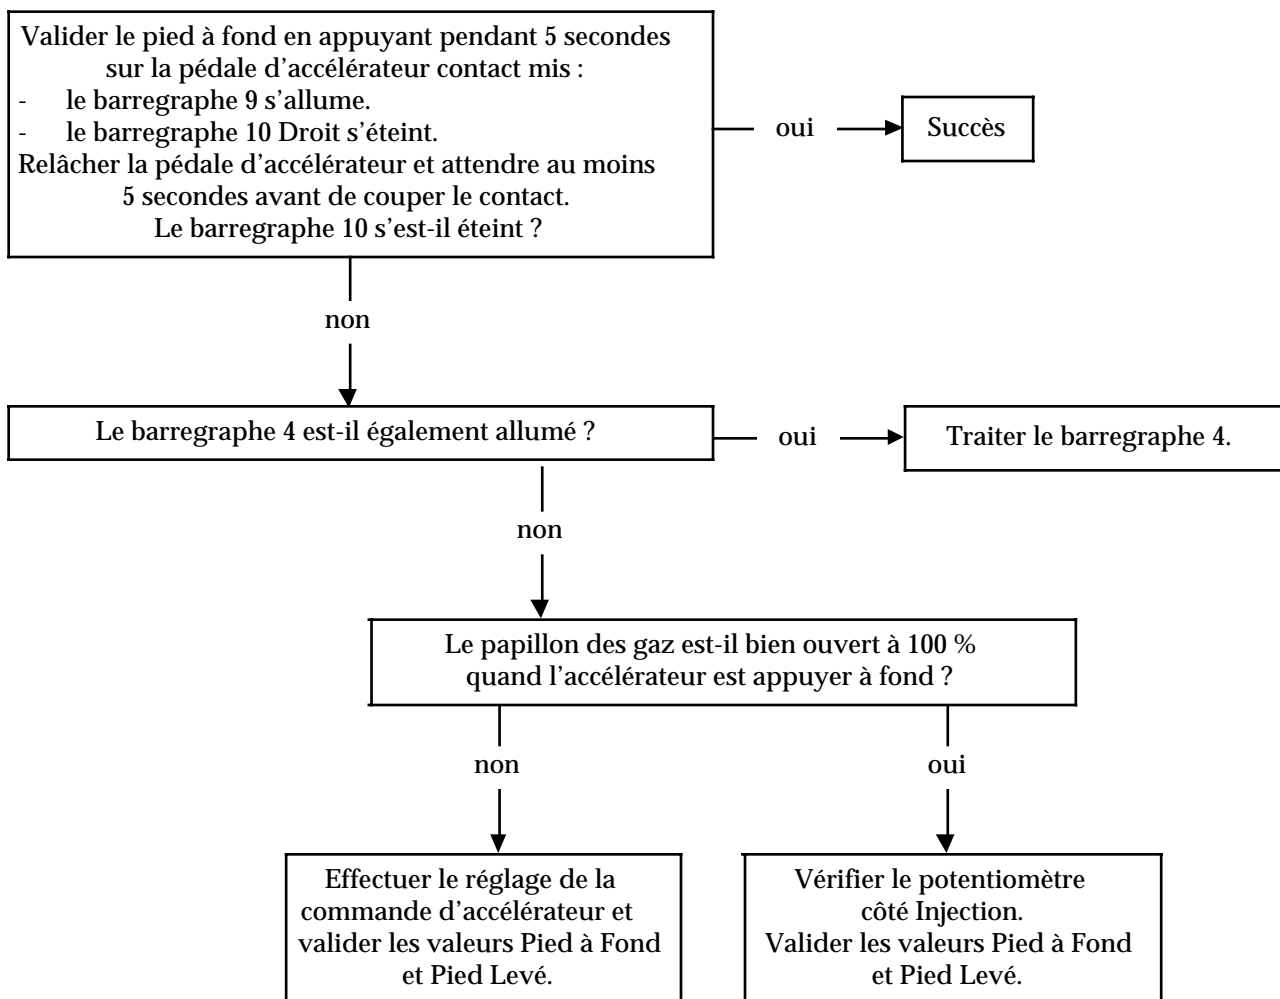 Valider le pied à fond en appuyant pendant 5 secondes
sur la pédale d’accélérateur contact mis :
- le barregraphe 9 s’allume.
- le barregraphe 10 Droit s’éteint.
Relâcher la pédale d’accélérateur et attendre au moins
5 secondes avant de couper le contact.
Le barregraphe 10 s’est-il éteint ?
oui
Succès
non
Le barregraphe 4 est-il également allumé ?
oui
Traiter le barregraphe 4.
non
Le papillon des gaz est-il bien ouvert à 100 %
quand l’accélérateur est appuyer à fond ?
non
oui
Effectuer le réglage de la
commande d’accélérateur et
valider les valeurs Pied à Fond
et Pied Levé.
Vérifier le potentiomètre
côté Injection.
Valider les valeurs Pied à Fond
et Pied Levé.